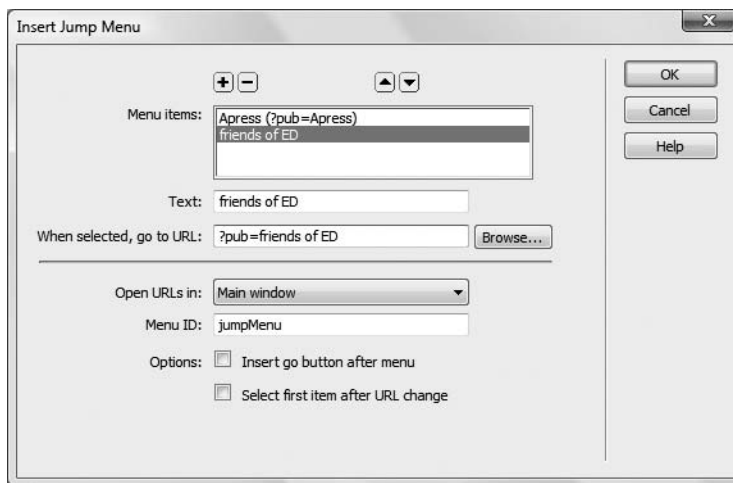 Insert Jump Menu
OK
Menu items:
Apress (?pub=Apress)
friends of ED
Cancel
Help
Text: friends of ED
When selected, go to URL: ?pub=friends of ED Browse...
Open URLs in: Main window
Menu ID: jumpMenu
Options: Insert go button after menu
Select first item after URL change